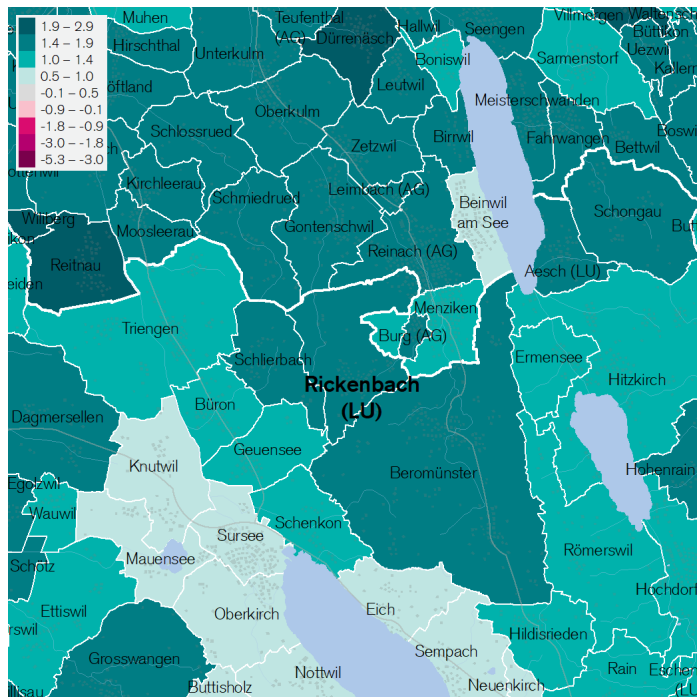 1.9 – 2.9
1.4 – 1.9
1.0 – 1.4
0.5 – 1.0
-0.1 – 0.5
-0.9 – -0.1
-1.8 – -0.9
-3.0 – -1.8
-5.3 – -3.0
Muhen
Teufenthal
(AG)
Hallwil
Seengen
Villmergen
Hirschthal
Unterkulm
Dürrenäsch
Boniswil
Sarmenstorf
Büttikon
Uezwil
Leutwil
Oberkulm
Meisterschwanden
Schlossrued
Zetzwil
Birrwil
Fahrwangen
Bettwil
Kirchleerau
Schmiedrued
Leimbach (AG)
Beinwil
am See
Schongau
Moosleerau
Gontenschwil
Reinach (AG)
Reitnau
Aesch (LU)
Triengen
Menziken
Burg (AG)
Schlierbach
Ermensee
Rickenbach
(LU)
Hitzkirch
Büron
Dagmersellen
Geuensee
Knutwil
Beromünster
Hohenrain
Egolzwil
Wauwil
Schenkon
Sursee
Mauensee
Römerswil
Schötz
Ettiswil
Oberkirch
Eich
Hochdorf
Hildisrieden
Grosswangen
Sempach
Nottwil
Rain
Buttisholz
Neuenkirch